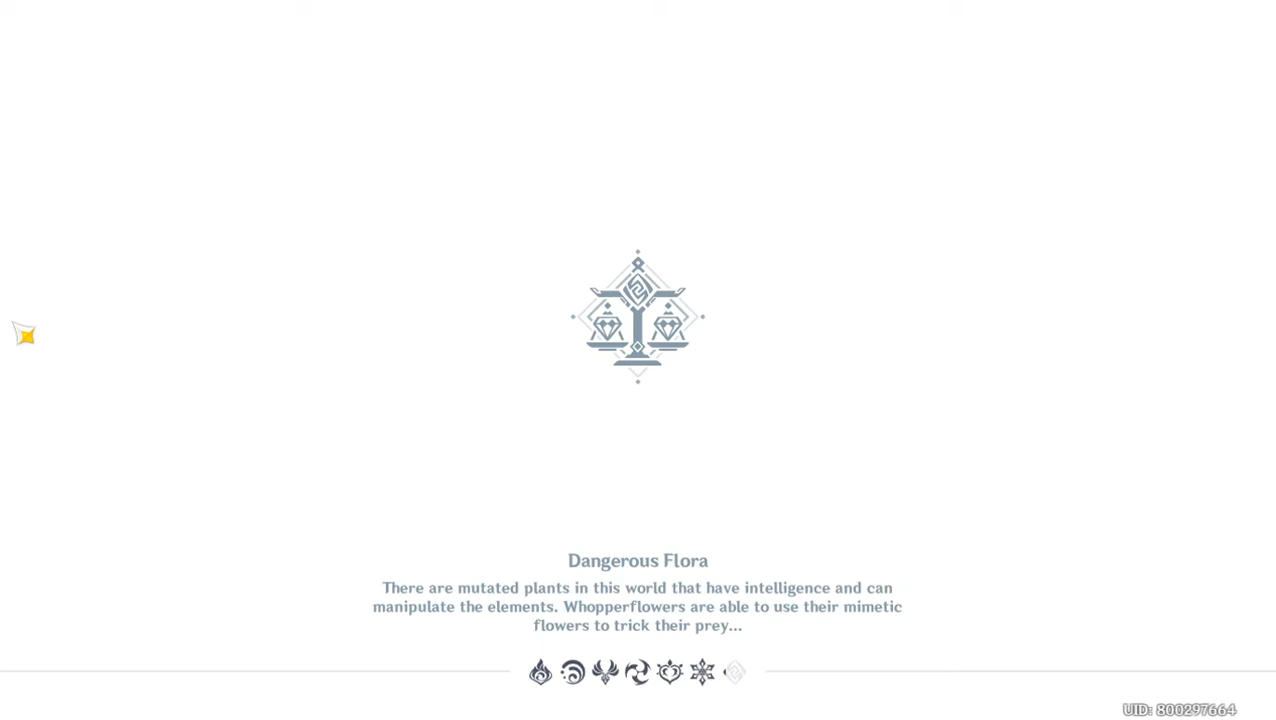 Dangerous Flora
There are mutated plants in this world that have intelligence and can
manipulate the elements. Whopperflowers are able to use their mimetic
flowers to trick their prey...
UID: 800297664